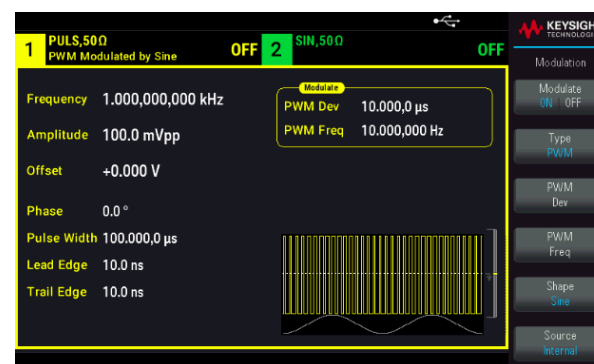 KEYSIGH
TECHNOLOGI
1 PULS,50Ω OFF
PWM Modulated by Sine
2 SIN,50Ω OFF
Modulation
Frequency 1.000,000,000 kHz
Amplitude 100.0 mVpp
Offset +0.000 V
Phase 0.0 °
Pulse Width 100.000,0 µs
Lead Edge 10.0 ns
Trail Edge 10.0 ns
Modulate
PWM Dev 10.000,0 µs
PWM Freq 10.000,000 Hz
Modulate
ON OFF
Type
PWM
PWM
Dev
PWM
Freq
Shape
Sine
Source
Internal